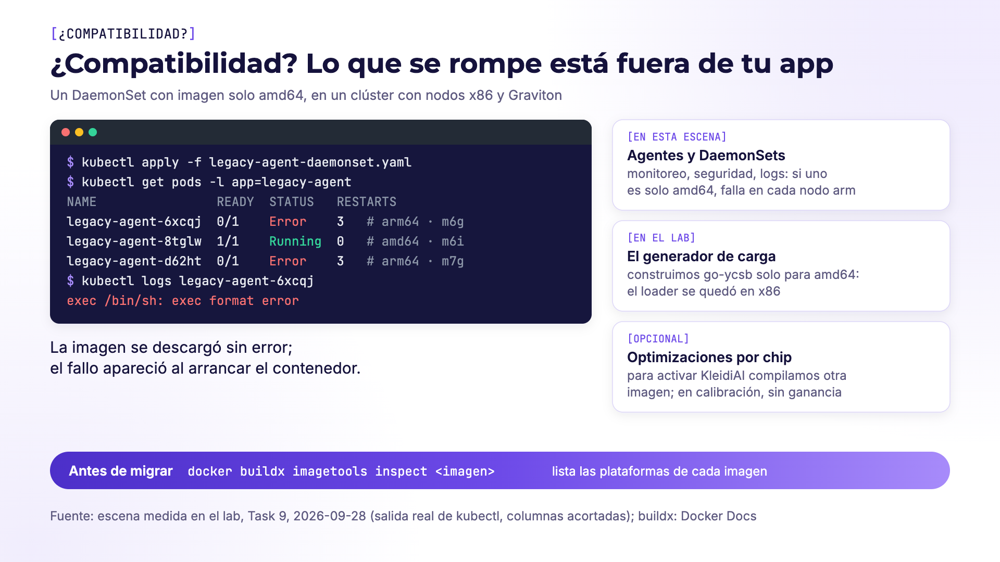 [¿COMPATIBILIDAD?]
¿Compatibilidad? Lo que se rompe está fuera de tu app
Un DaemonSet con imagen solo amd64, en un clúster con nodos x86 y Graviton
$ kubectl apply -f legacy-agent-daemonset.yaml
$ kubectl get pods -l app=legacy-agent
NAME READY STATUS RESTARTS
legacy-agent-6xcqj 0/1 Error 3 # arm64 · m6g
legacy-agent-8tglw 1/1 Running 0 # amd64 · m6i
legacy-agent-d62ht 0/1 Error 3 # arm64 · m7g
$ kubectl logs legacy-agent-6xcqj
exec /bin/sh: exec format error
La imagen se descargó sin error;
el fallo apareció al arrancar el contenedor.
[EN ESTA ESCENA]
Agentes y DaemonSets
monitoreo, seguridad, logs: si uno
es solo amd64, falla en cada nodo arm
[EN EL LAB]
El generador de carga
construimos go-ycsb solo para amd64:
el loader se quedó en x86
[OPCIONAL]
Optimizaciones por chip
para activar KleidiAI compilamos otra
imagen; en calibración, sin ganancia
Antes de migrar docker buildx imagetools inspect <imagen> lista las plataformas de cada imagen
Fuente: escena medida en el lab, Task 9, 2026-09-28 (salida real de kubectl, columnas acortadas); buildx: Docker Docs